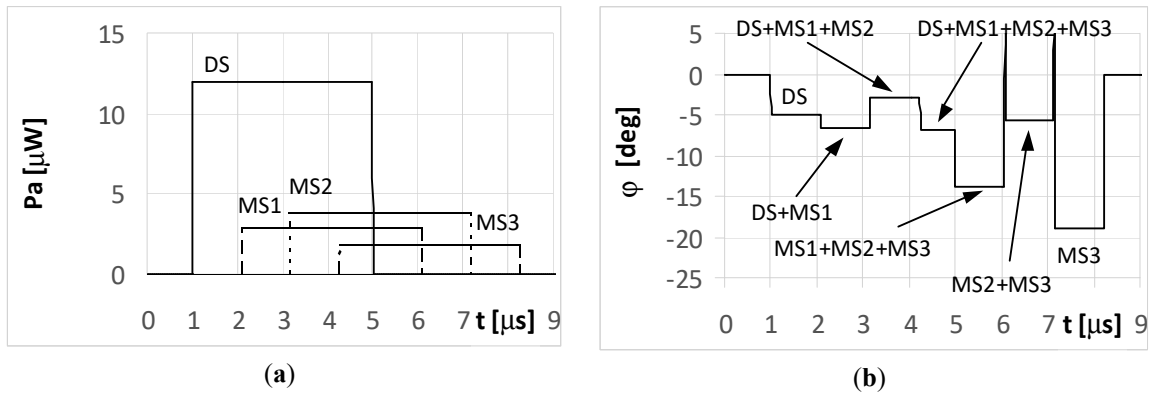 15
10
5
0
Pa [μW]
DS
MS1
MS2
MS3
0 1 2 3 4 5 6 7 t [μs] 9
(a)
5
0
-5
-10
-15
-20
-25
φ [deg]
DS+MS1+MS2
DS+MS1+MS2+MS3
DS
DS+MS1
MS1+MS2+MS3
MS2+MS3
MS3
0 1 2 3 4 5 6 7 t [μs] 9
(b)